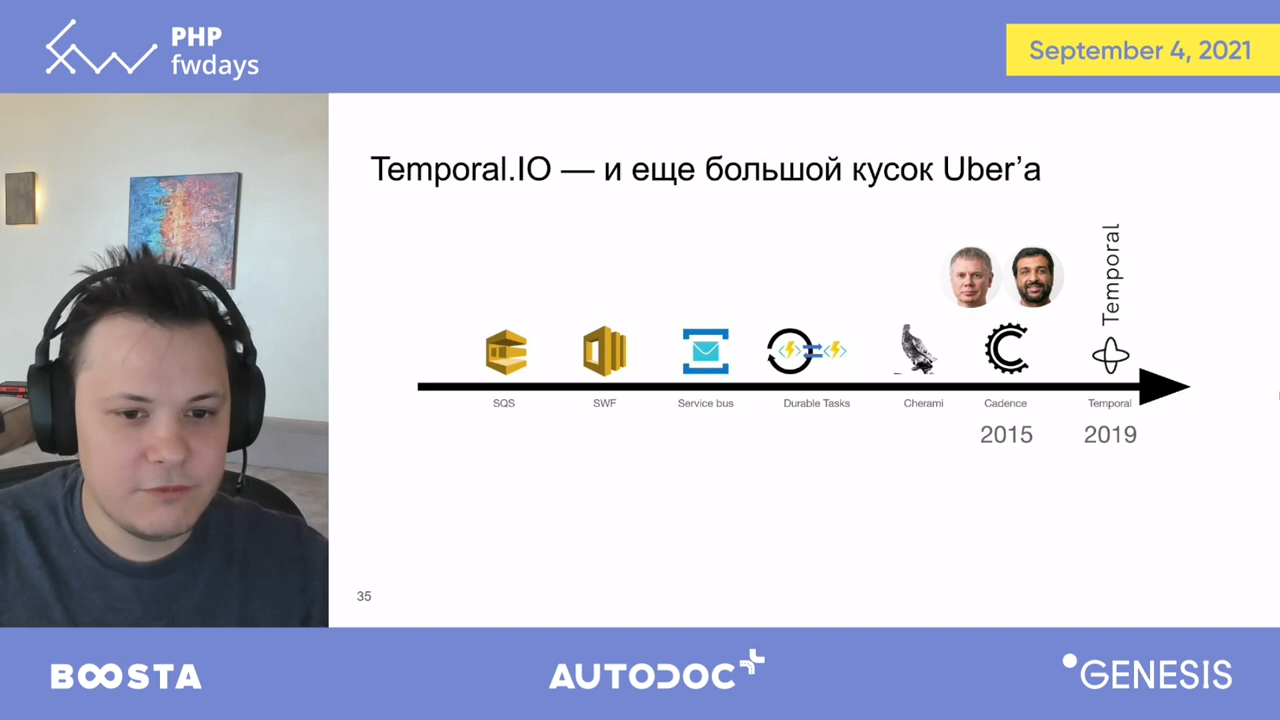 PHP
fwdays
September 4, 2021
Temporal.IO — и еще большой кусок Uber’а
Temporal
SQS
SWF
Service bus
Durable Tasks
Cherami
Cadence
Temporal
2015
2019
35
BOOSTA
AUTODOC
GENESIS